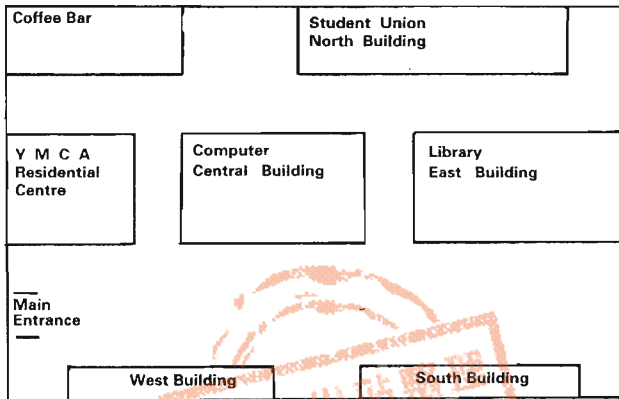 Coffee Bar
Student Union
North Building
Y M C A
Residential
Centre
Computer
Central Building
Library
East Building
Main
Entrance
West Building
South Building